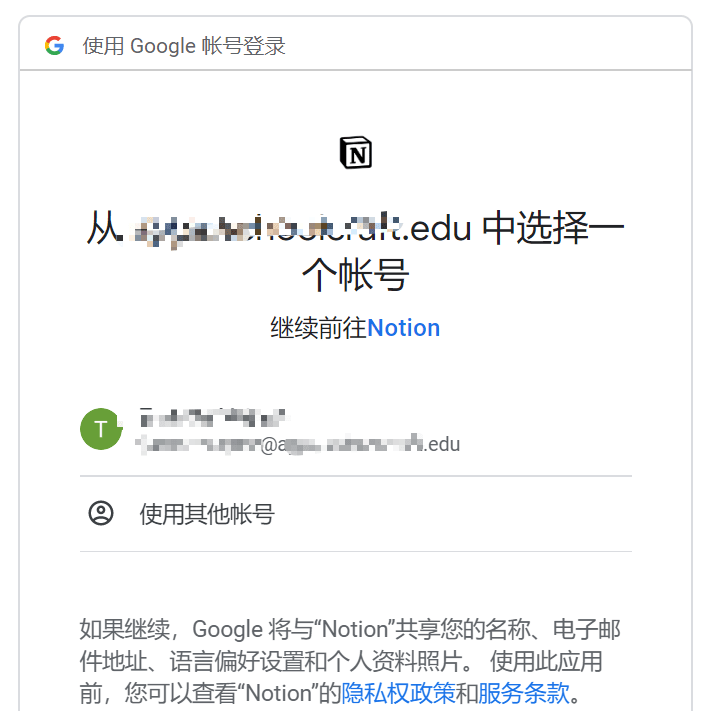 使用 Google 帐号登录
N
从 .edu 中选择一
个帐号
继续前往Notion
T
@a .edu
使用其他帐号
如果继续，Google 将与“Notion”共享您的名称、电子邮
件地址、语言偏好设置和个人资料照片。 使用此应用
前，您可以查看“Notion”的隐私权政策和服务条款。